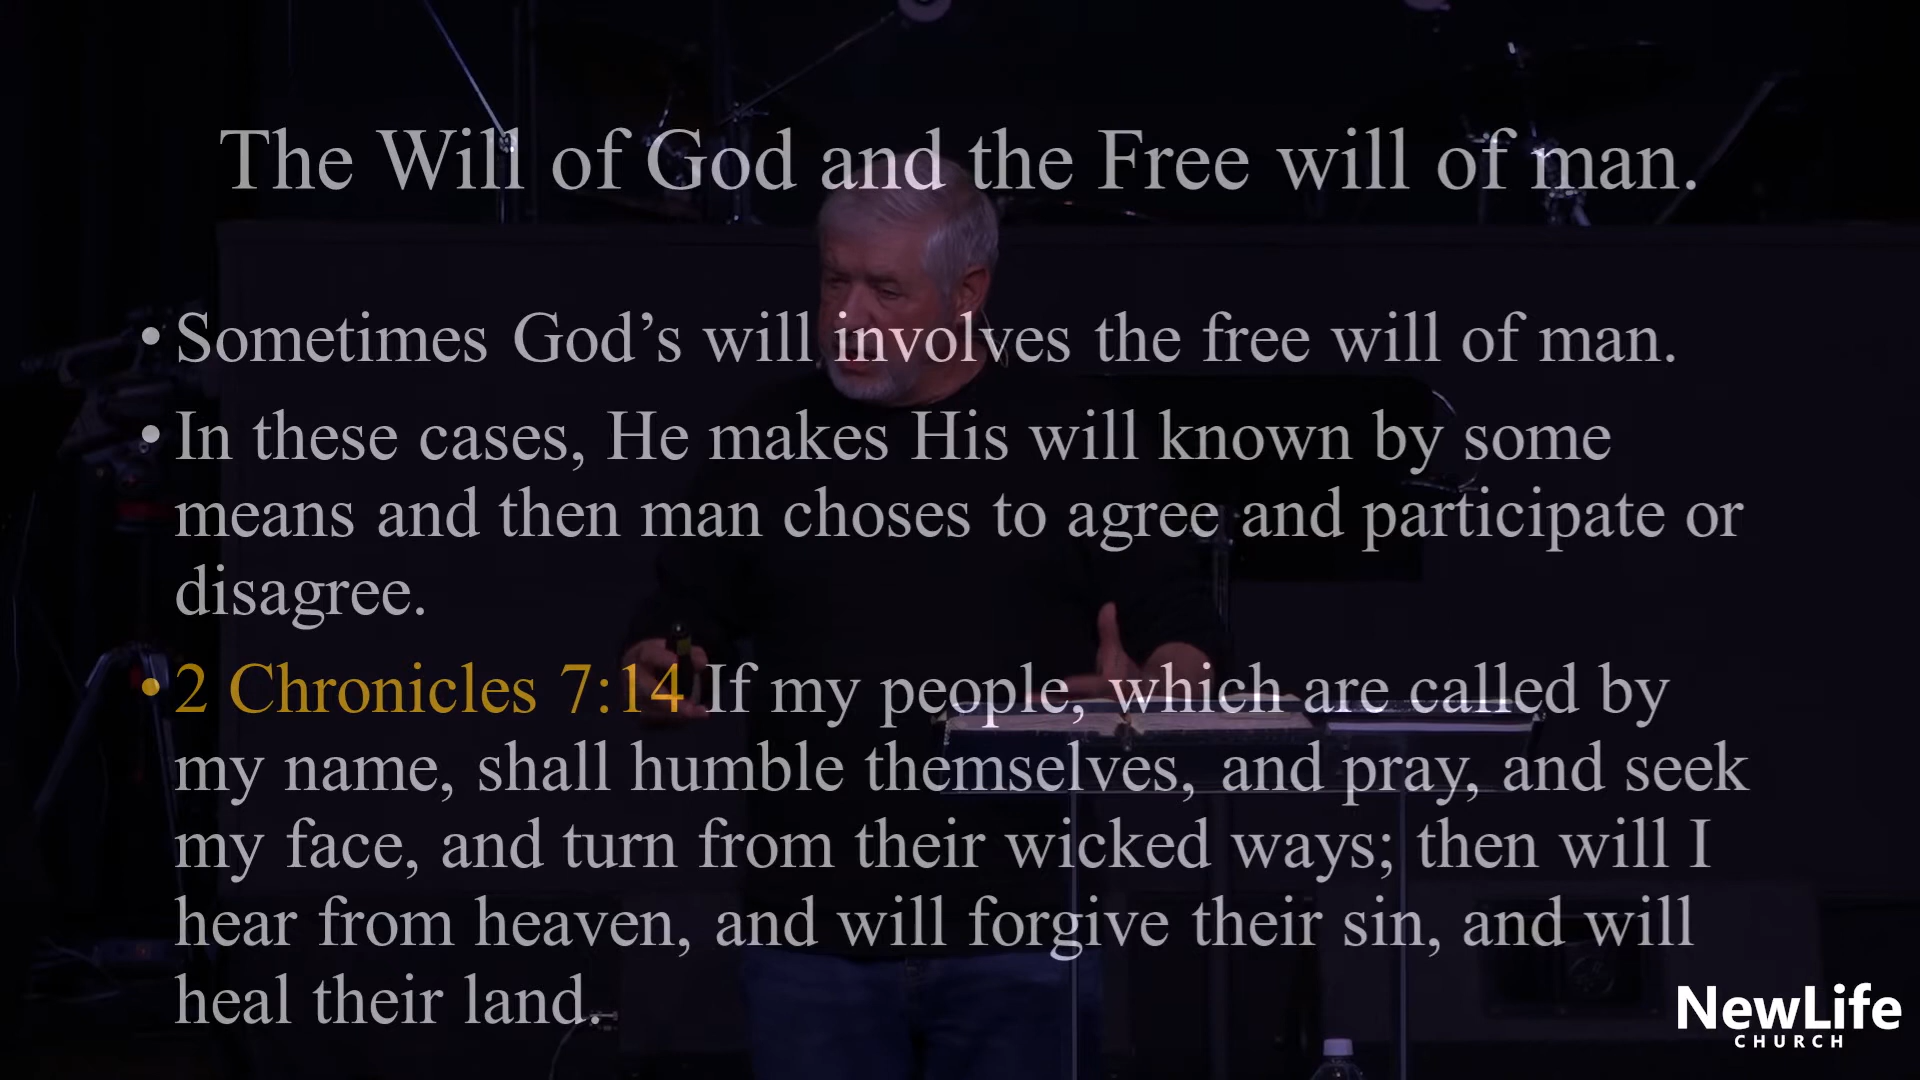 The Will of God and the Free will of man.
• Sometimes God’s will involves the free will of man.
• In these cases, He makes His will known by some
means and then man choses to agree and participate or
disagree.
• 2 Chronicles 7:14 If my people, which are called by
my name, shall humble themselves, and pray, and seek
my face, and turn from their wicked ways; then will I
hear from heaven, and will forgive their sin, and will
heal their land.
NewLife
CHURCH